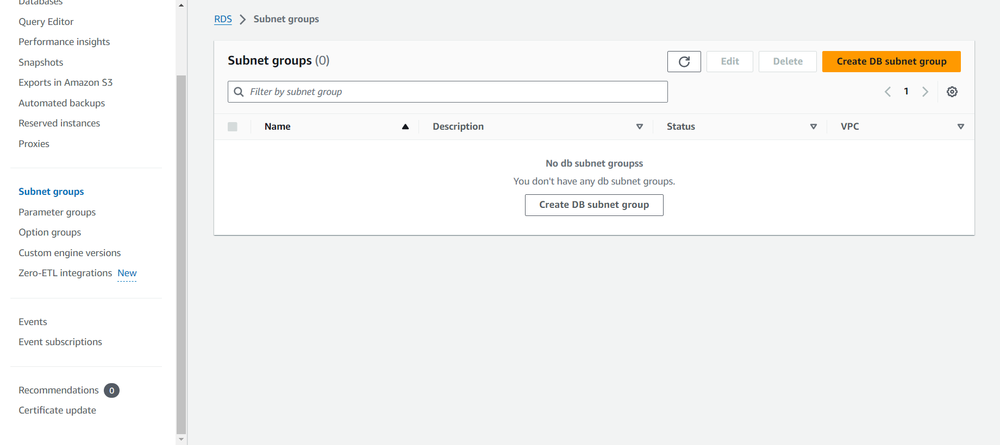 Databases
Query Editor
Performance insights
Snapshots
Exports in Amazon S3
Automated backups
Reserved instances
Proxies
Subnet groups
Parameter groups
Option groups
Custom engine versions
Zero-ETL integrations New
Events
Event subscriptions
Recommendations 0
Certificate update
RDS Subnet groups
Subnet groups (0)
Edit Delete Create DB subnet group
Filter by subnet group
1
Name Description Status VPC
No db subnet groupss
You don't have any db subnet groups.
Create DB subnet group